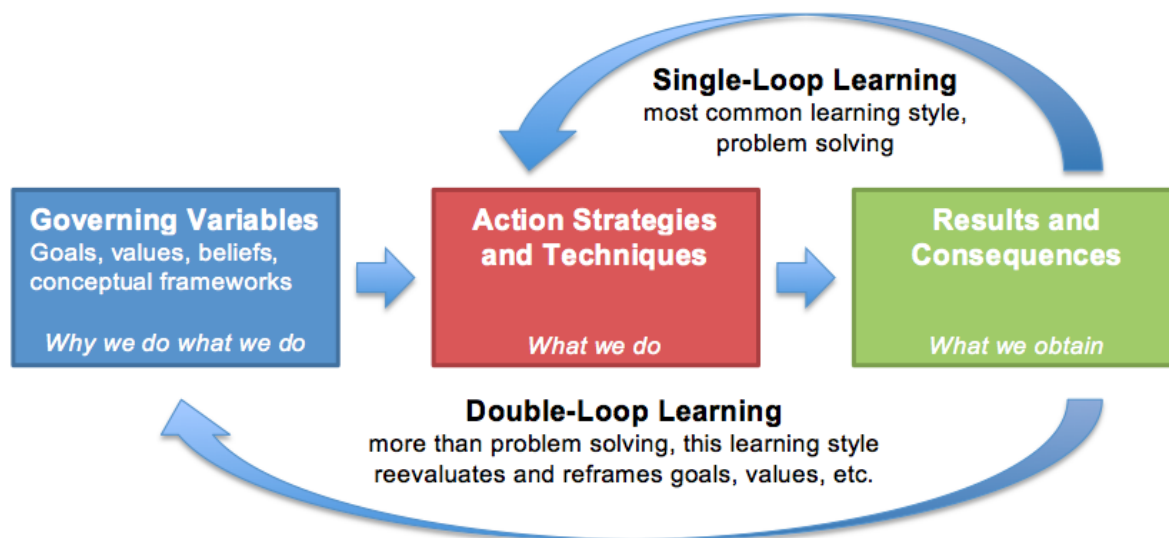 Single-Loop Learning
most common learning style,
problem solving
Governing Variables
Goals, values, beliefs,
conceptual frameworks
Why we do what we do
Action Strategies
and Techniques
What we do
Results and
Consequences
What we obtain
Double-Loop Learning
more than problem solving, this learning style
reevaluates and reframes goals, values, etc.